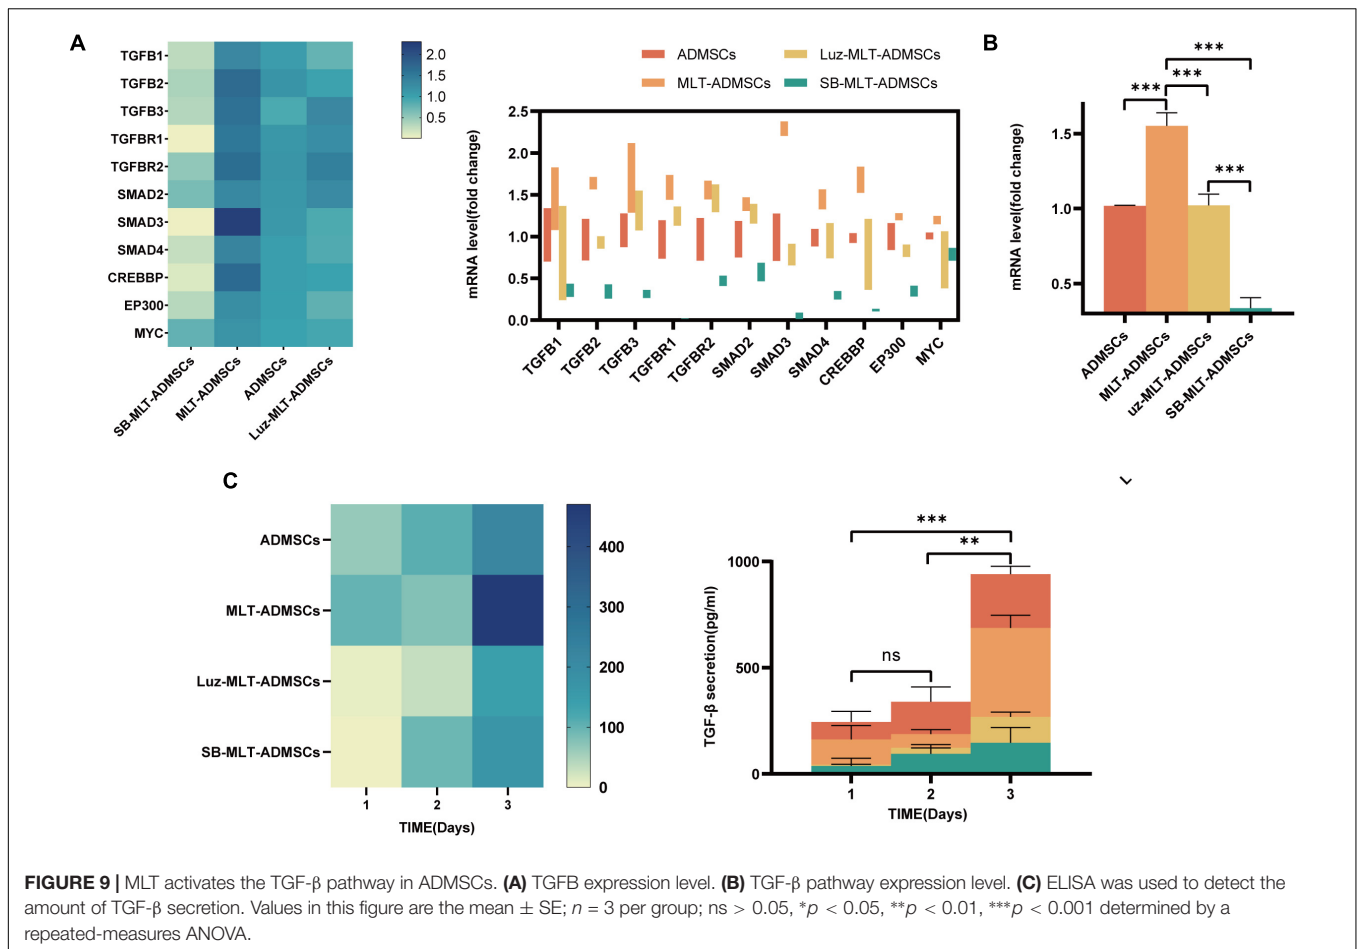 A
TGFB1
TGFB2
TGFB3
TGFBR1
TGFBR2
SMAD2
SMAD3
SMAD4
CREBBP
EP300
MYC
SB-MLT-ADMSCs
MLT-ADMSCs
ADMSCs
Luz-MLT-ADMSCs
2.0
1.5
1.0
0.5
ADMSCs
MLT-ADMSCs
Luz-MLT-ADMSCs
SB-MLT-ADMSCs
mRNA level(fold change)
2.5
2.0
1.5
1.0
0.5
0.0
TGFB1
TGFB2
TGFB3
TGFBR1
TGFBR2
SMAD2
SMAD3
SMAD4
CREBBP
EP300
MYC
B
mRNA level(fold change)
1.5
1.0
0.5
***
***
***
***
ADMSCs
MLT-ADMSCs
uz-MLT-ADMSCs
SB-MLT-ADMSCs
C
ADMSCs
MLT-ADMSCs
Luz-MLT-ADMSCs
SB-MLT-ADMSCs
1 2 3
TIME(Days)
400
300
200
100
0
TGF-β secretion(pg/ml)
1000
500
0
***
**
ns
1 2 3
TIME(Days)
FIGURE 9 | MLT activates the TGF-β pathway in ADMSCs. (A) TGFB expression level. (B) TGF-β pathway expression level. (C) ELISA was used to detect the
amount of TGF-β secretion. Values in this figure are the mean ± SE; n = 3 per group; ns > 0.05, *p < 0.05, **p < 0.01, ***p < 0.001 determined by a
repeated-measures ANOVA.